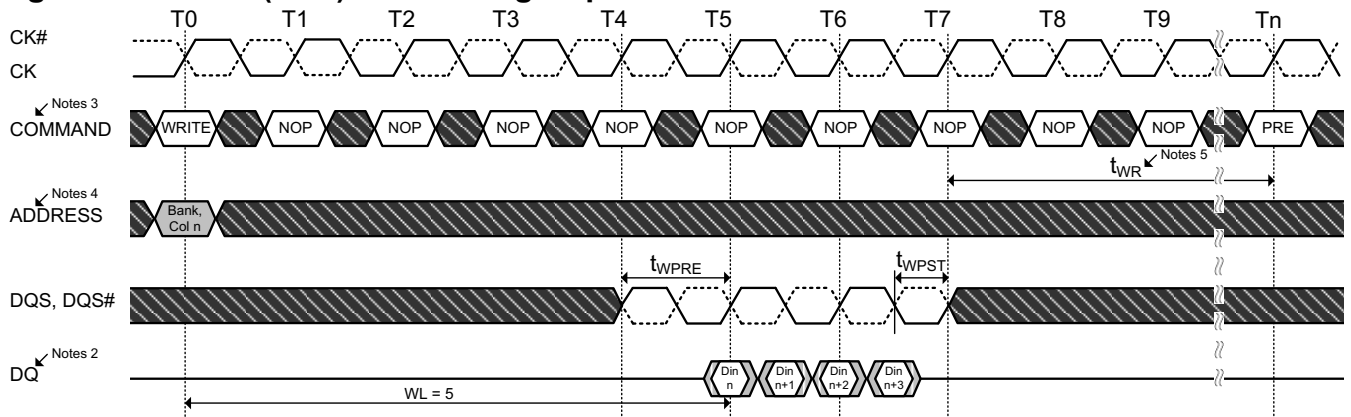 T0 T1 T2 T3 T4 T5 T6 T7 T8 T9 Tn
CK#
CK
Notes 3
COMMAND
WRITE NOP NOP NOP NOP NOP NOP NOP NOP NOP PRE
tWR Notes 5
Notes 4
ADDRESS
Bank,
Col n
tWPRE tWPST
DQS, DQS#
Notes 2
DQ
Din Din Din Din
n n+1 n+2 n+3
WL = 5